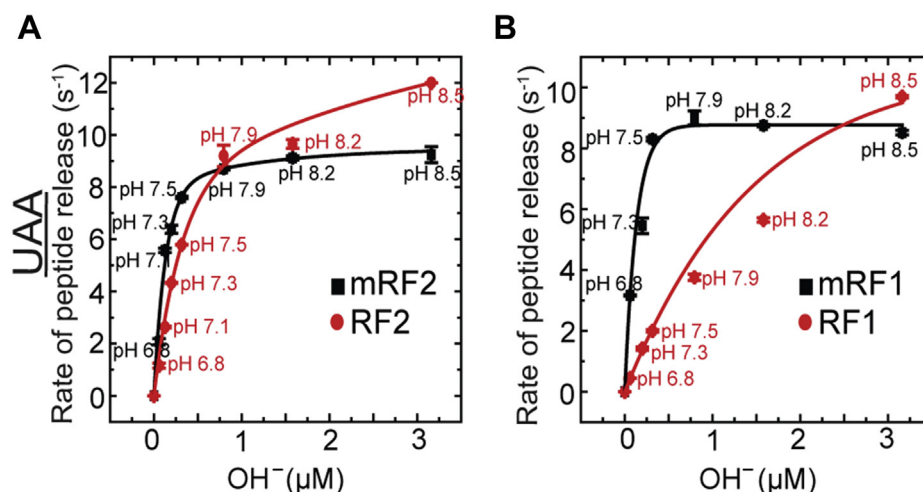 A
UAA
Rate of peptide release (s⁻¹)
12
10
8
6
4
2
0
pH 8.5
pH 7.9
pH 8.2
pH 7.5
pH 7.9
pH 8.2
pH 8.5
pH 7.3
pH 7.1
pH 7.5
pH 7.3
pH 7.1
pH 6.8
pH 6.8
mRF2
RF2
0
1
2
3
OH⁻(µM)
B
Rate of peptide release (s⁻¹)
10
8
6
4
2
0
pH 8.5
pH 7.9
pH 8.2
pH 7.5
pH 8.5
pH 7.3
pH 8.2
pH 7.9
pH 6.8
pH 7.5
pH 7.3
pH 6.8
mRF1
RF1
0
1
2
3
OH⁻(µM)